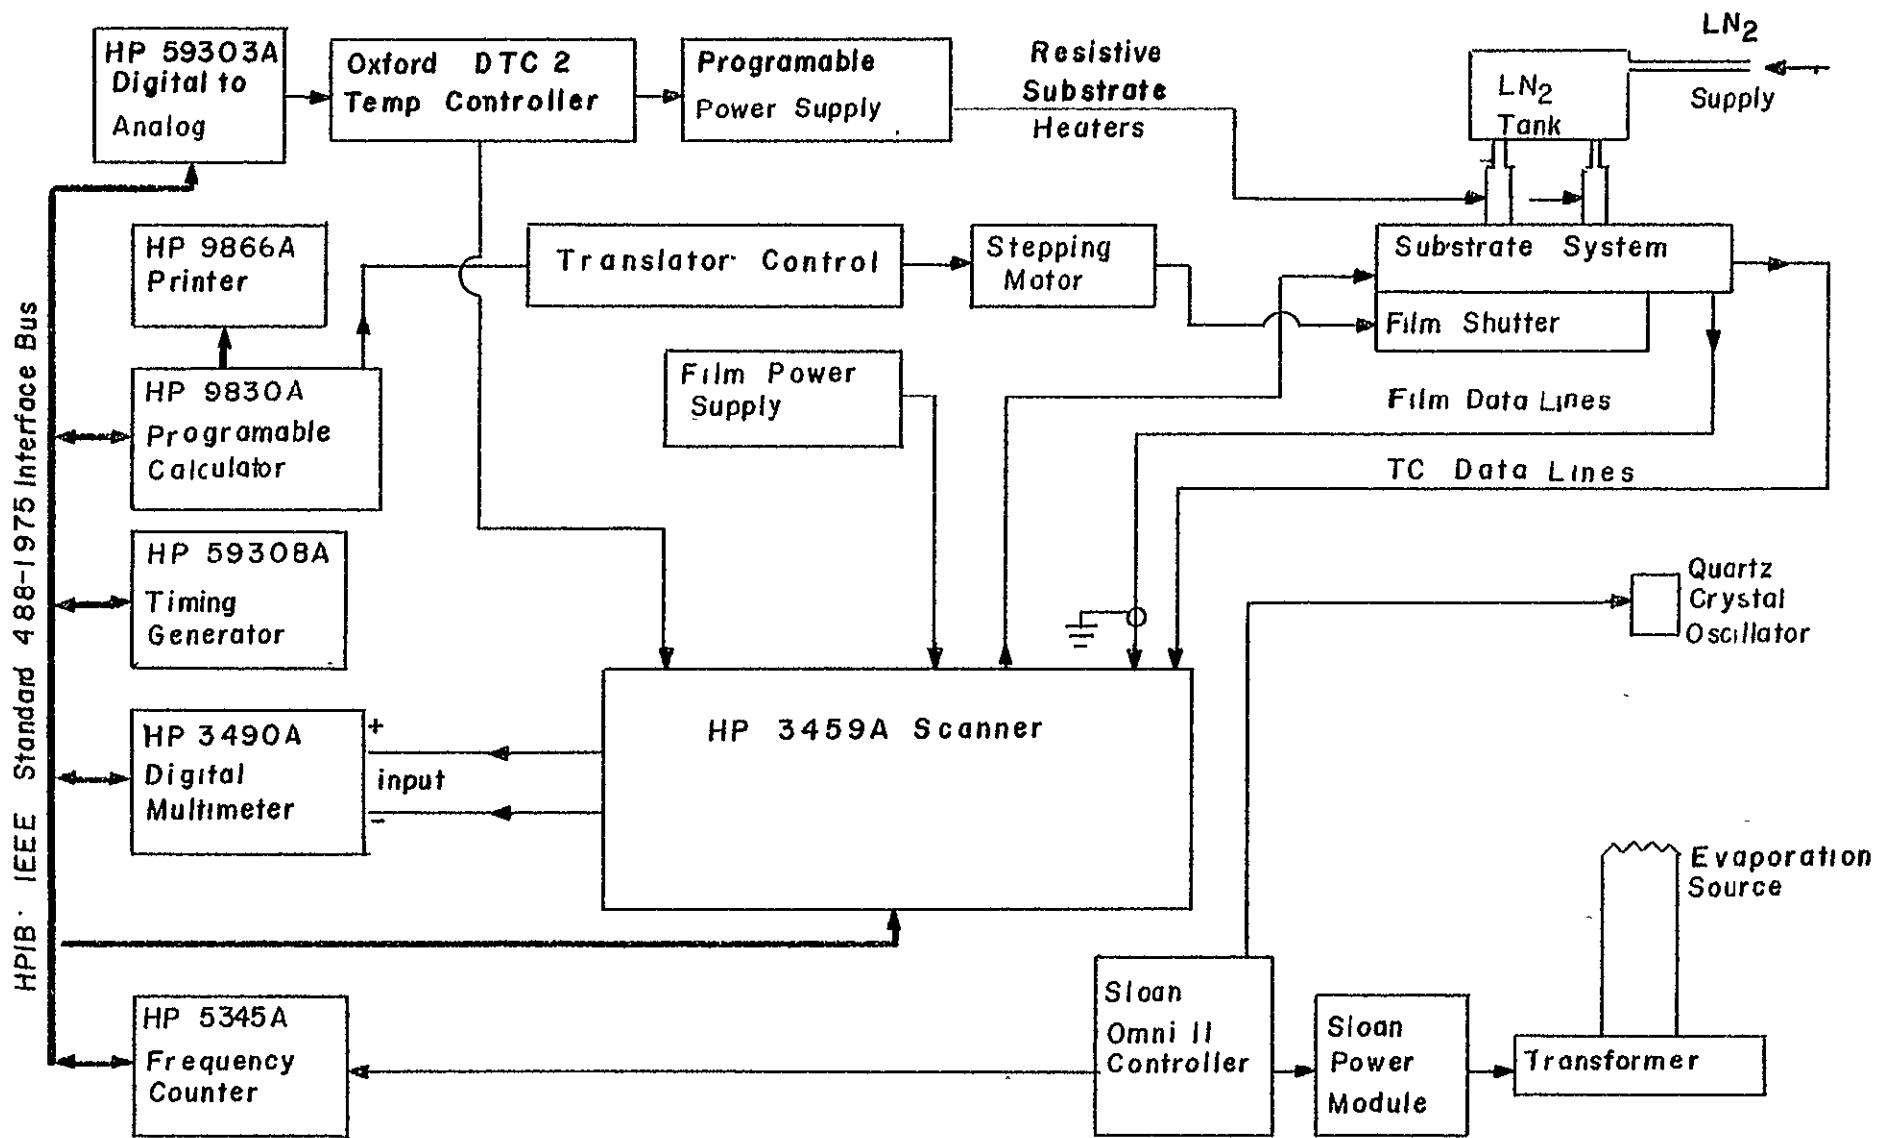 HP 59303A
Digital to
Analog
Oxford DTC 2
Temp Controller
Programable
Power Supply
Resistive
Substrate
Heaters
LN2
Supply
LN2
Tank
HP 9866A
Printer
Translator Control
Stepping
Motor
Substrate System
Film Shutter
HP 9830A
Programable
Calculator
Film Power
Supply
Film Data Lines
TC Data Lines
HPIB: IEEE Standard 488-1975 Interface Bus
HP 59308A
Timing
Generator
Quartz
Crystal
Oscillator
HP 3490A
Digital
Multimeter
+
input
-
HP 3459A Scanner
Evaporation
Source
HP 5345A
Frequency
Counter
Sloan
Omni II
Controller
Sloan
Power
Module
Transformer